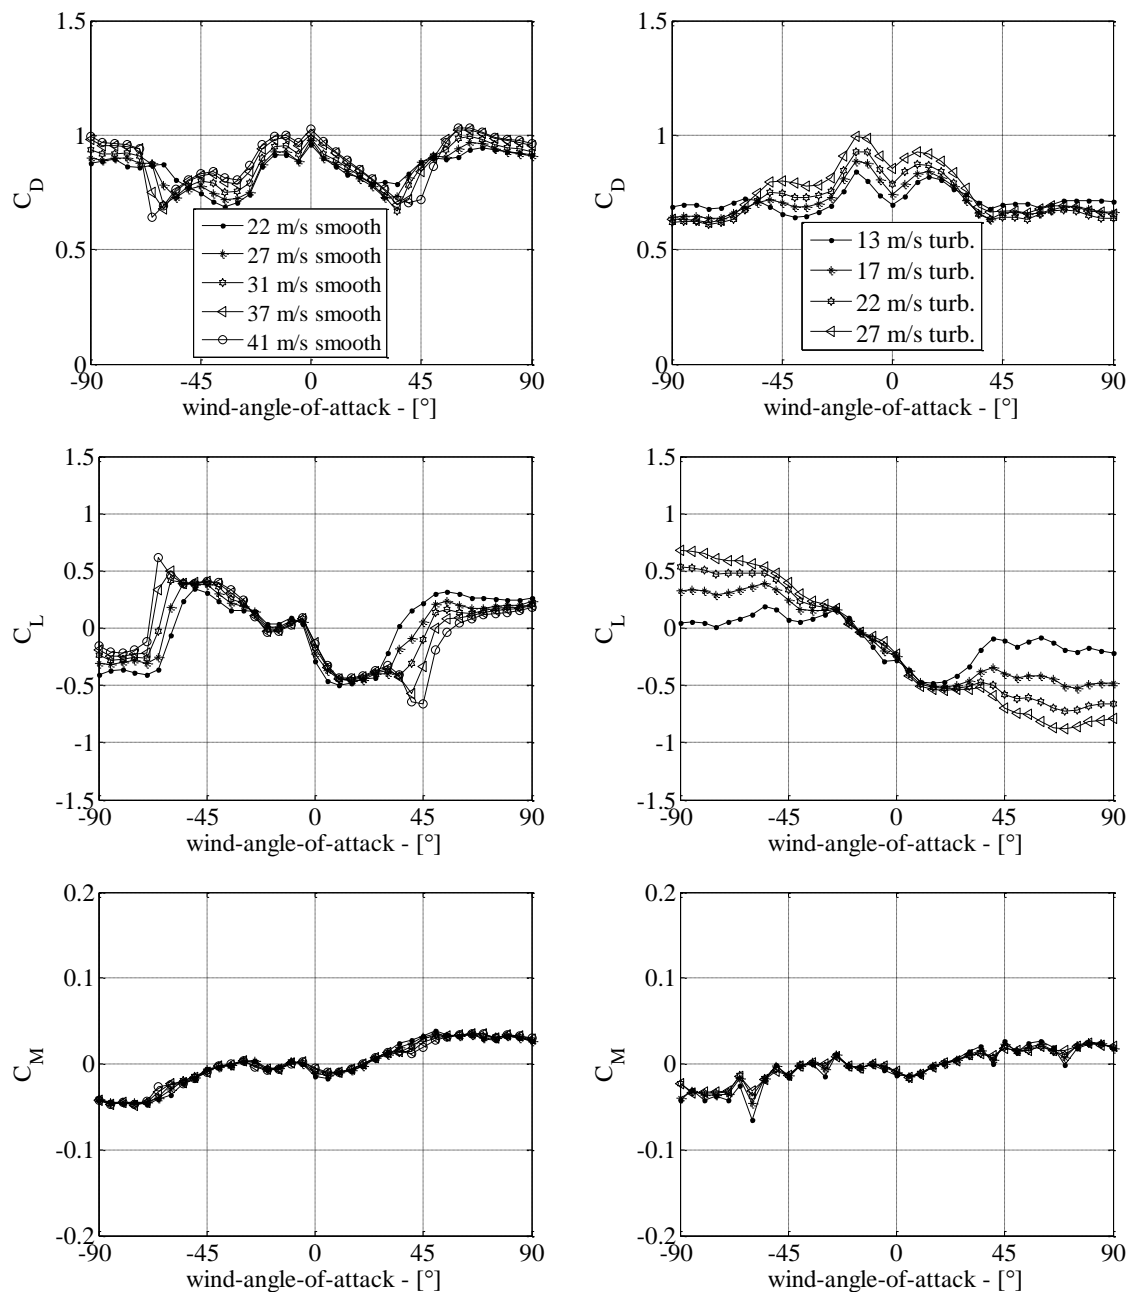 1.5
1
0.5
0
C_D
-90 -45 0 45 90
wind-angle-of-attack - [°]
22 m/s smooth
27 m/s smooth
31 m/s smooth
37 m/s smooth
41 m/s smooth
1.5
1
0.5
0
C_D
-90 -45 0 45 90
wind-angle-of-attack - [°]
13 m/s turb.
17 m/s turb.
22 m/s turb.
27 m/s turb.
1.5
1
0.5
0
-0.5
-1
-1.5
C_L
-90 -45 0 45 90
wind-angle-of-attack - [°]
1.5
1
0.5
0
-0.5
-1
-1.5
C_L
-90 -45 0 45 90
wind-angle-of-attack - [°]
0.2
0.1
0
-0.1
-0.2
C_M
-90 -45 0 45 90
wind-angle-of-attack - [°]
0.2
0.1
0
-0.1
-0.2
C_M
-90 -45 0 45 90
wind-angle-of-attack - [°]